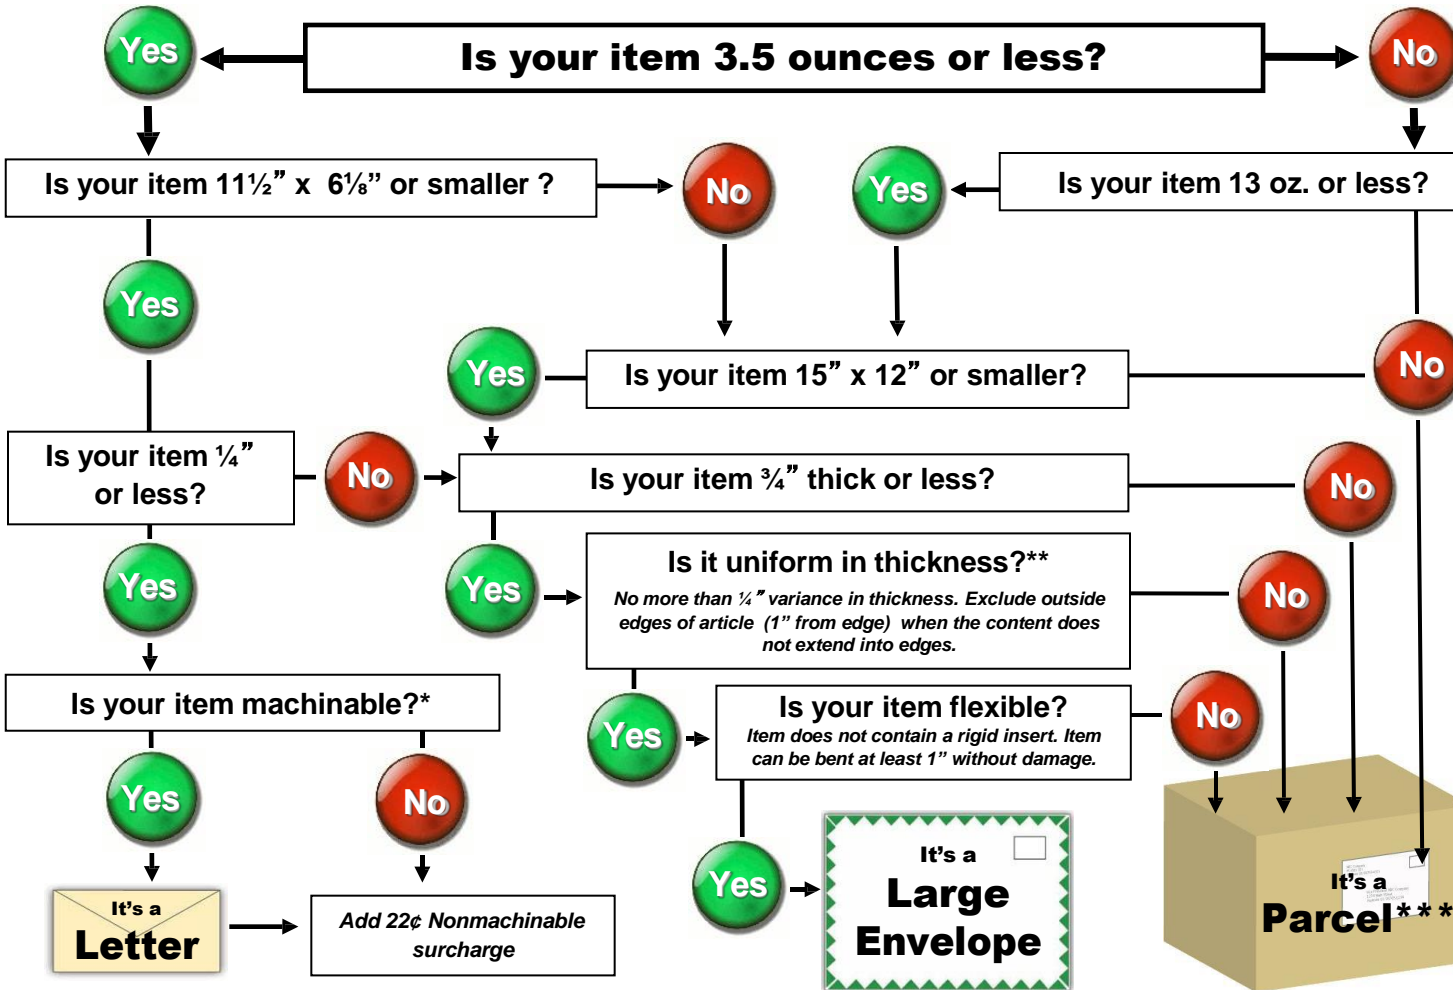 Yes
Is your item 3.5 ounces or less?
No
Is your item 11½” x 6⅛” or smaller ?
No
Yes
Is your item 13 oz. or less?
Yes
Yes
Is your item 15” x 12” or smaller?
No
Is your item ¼”
or less?
No
Is your item ¾” thick or less?
No
Yes
Yes
Is it uniform in thickness?**
No more than ¼” variance in thickness. Exclude outside
edges of article (1” from edge) when the content does
not extend into edges.
No
Is your item machinable?*
Yes
Is your item flexible?
Item does not contain a rigid insert. Item
can be bent at least 1” without damage.
No
Yes
No
Yes
It’s a
Letter
Add 22¢ Nonmachinable
surcharge
It’s a
Large
Envelope
It’s a
Parcel***